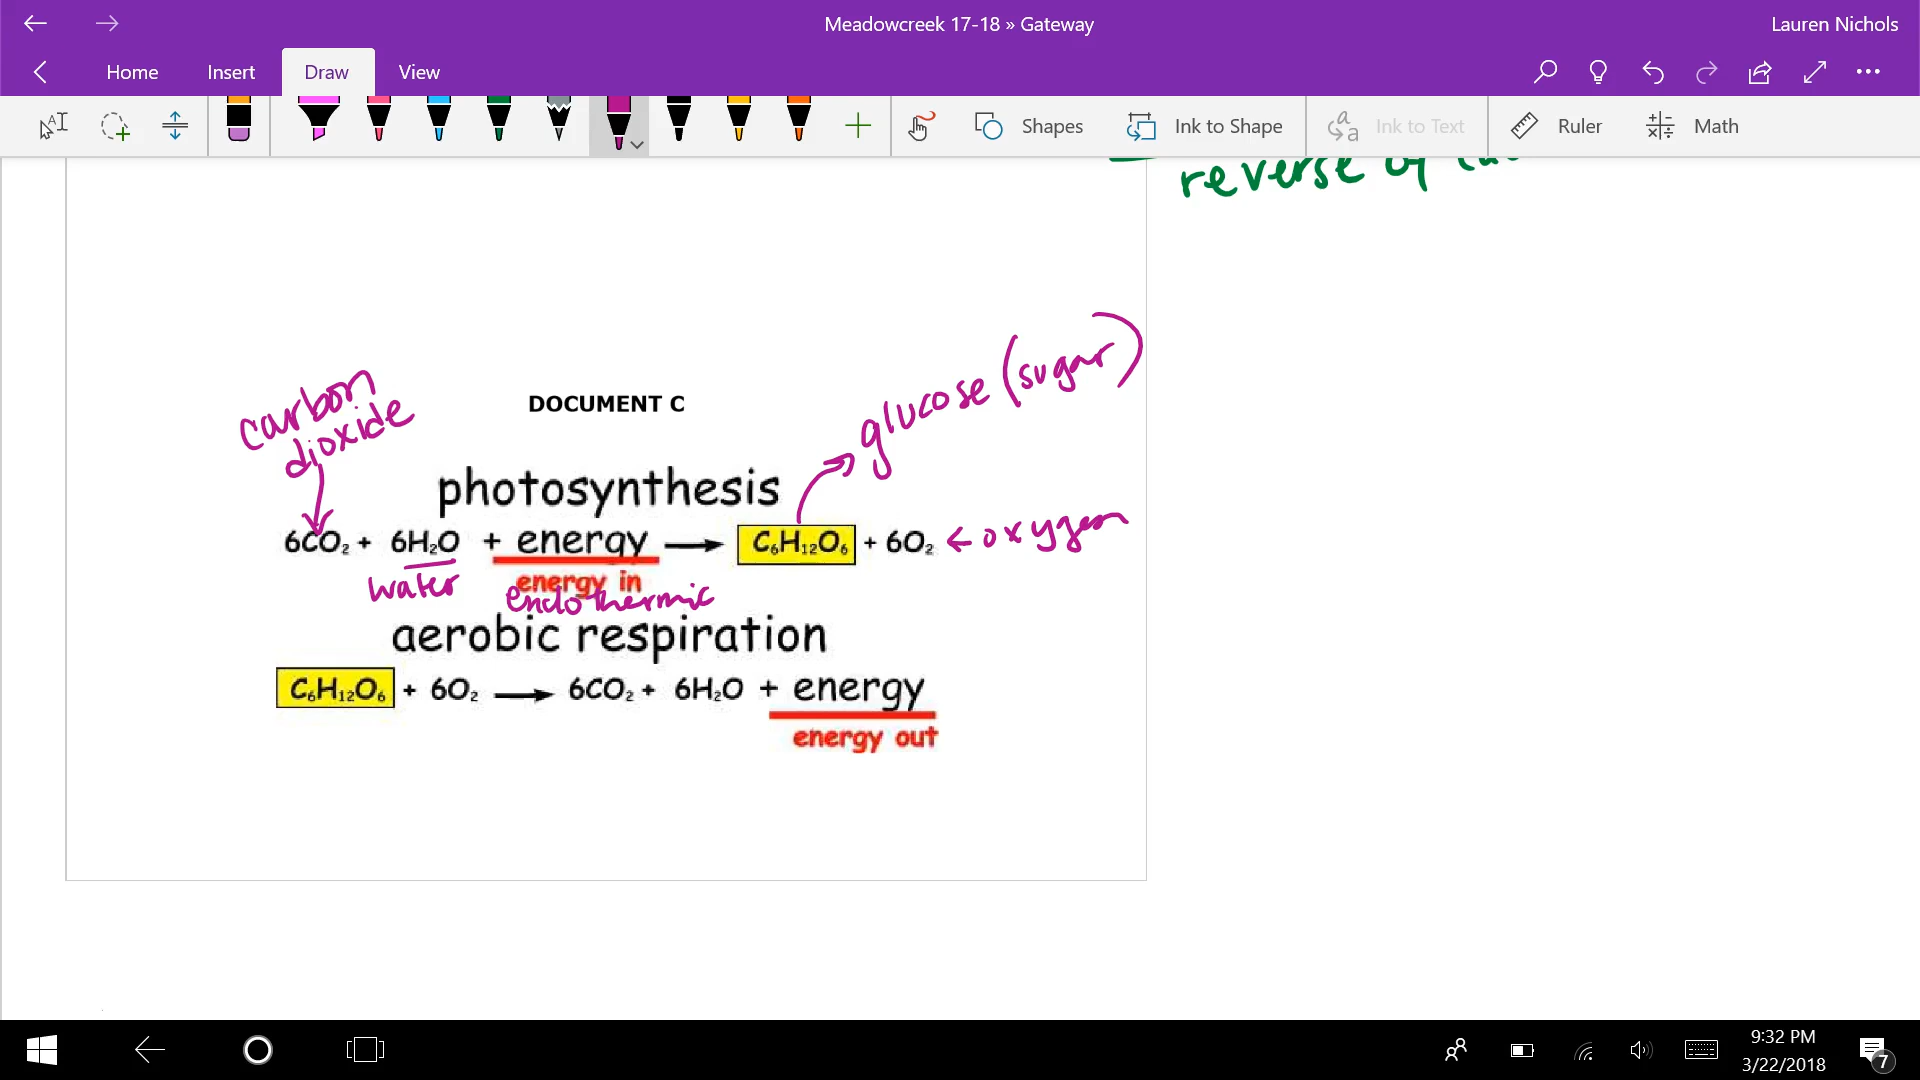 Meadowcreek 17-18 » Gateway
Lauren Nichols
Home Insert Draw View
Shapes Ink to Shape Ink to Text Ruler Math
reverse of
glucose (sugar)
carbon
dioxide
DOCUMENT C
photosynthesis
6CO₂ + 6H₂O + energy → C₆H₁₂O₆ + 6O₂ ← oxygen
water energy in
endothermic
aerobic respiration
C₆H₁₂O₆ + 6O₂ → 6CO₂ + 6H₂O + energy
energy out
9:32 PM
3/22/2018
7